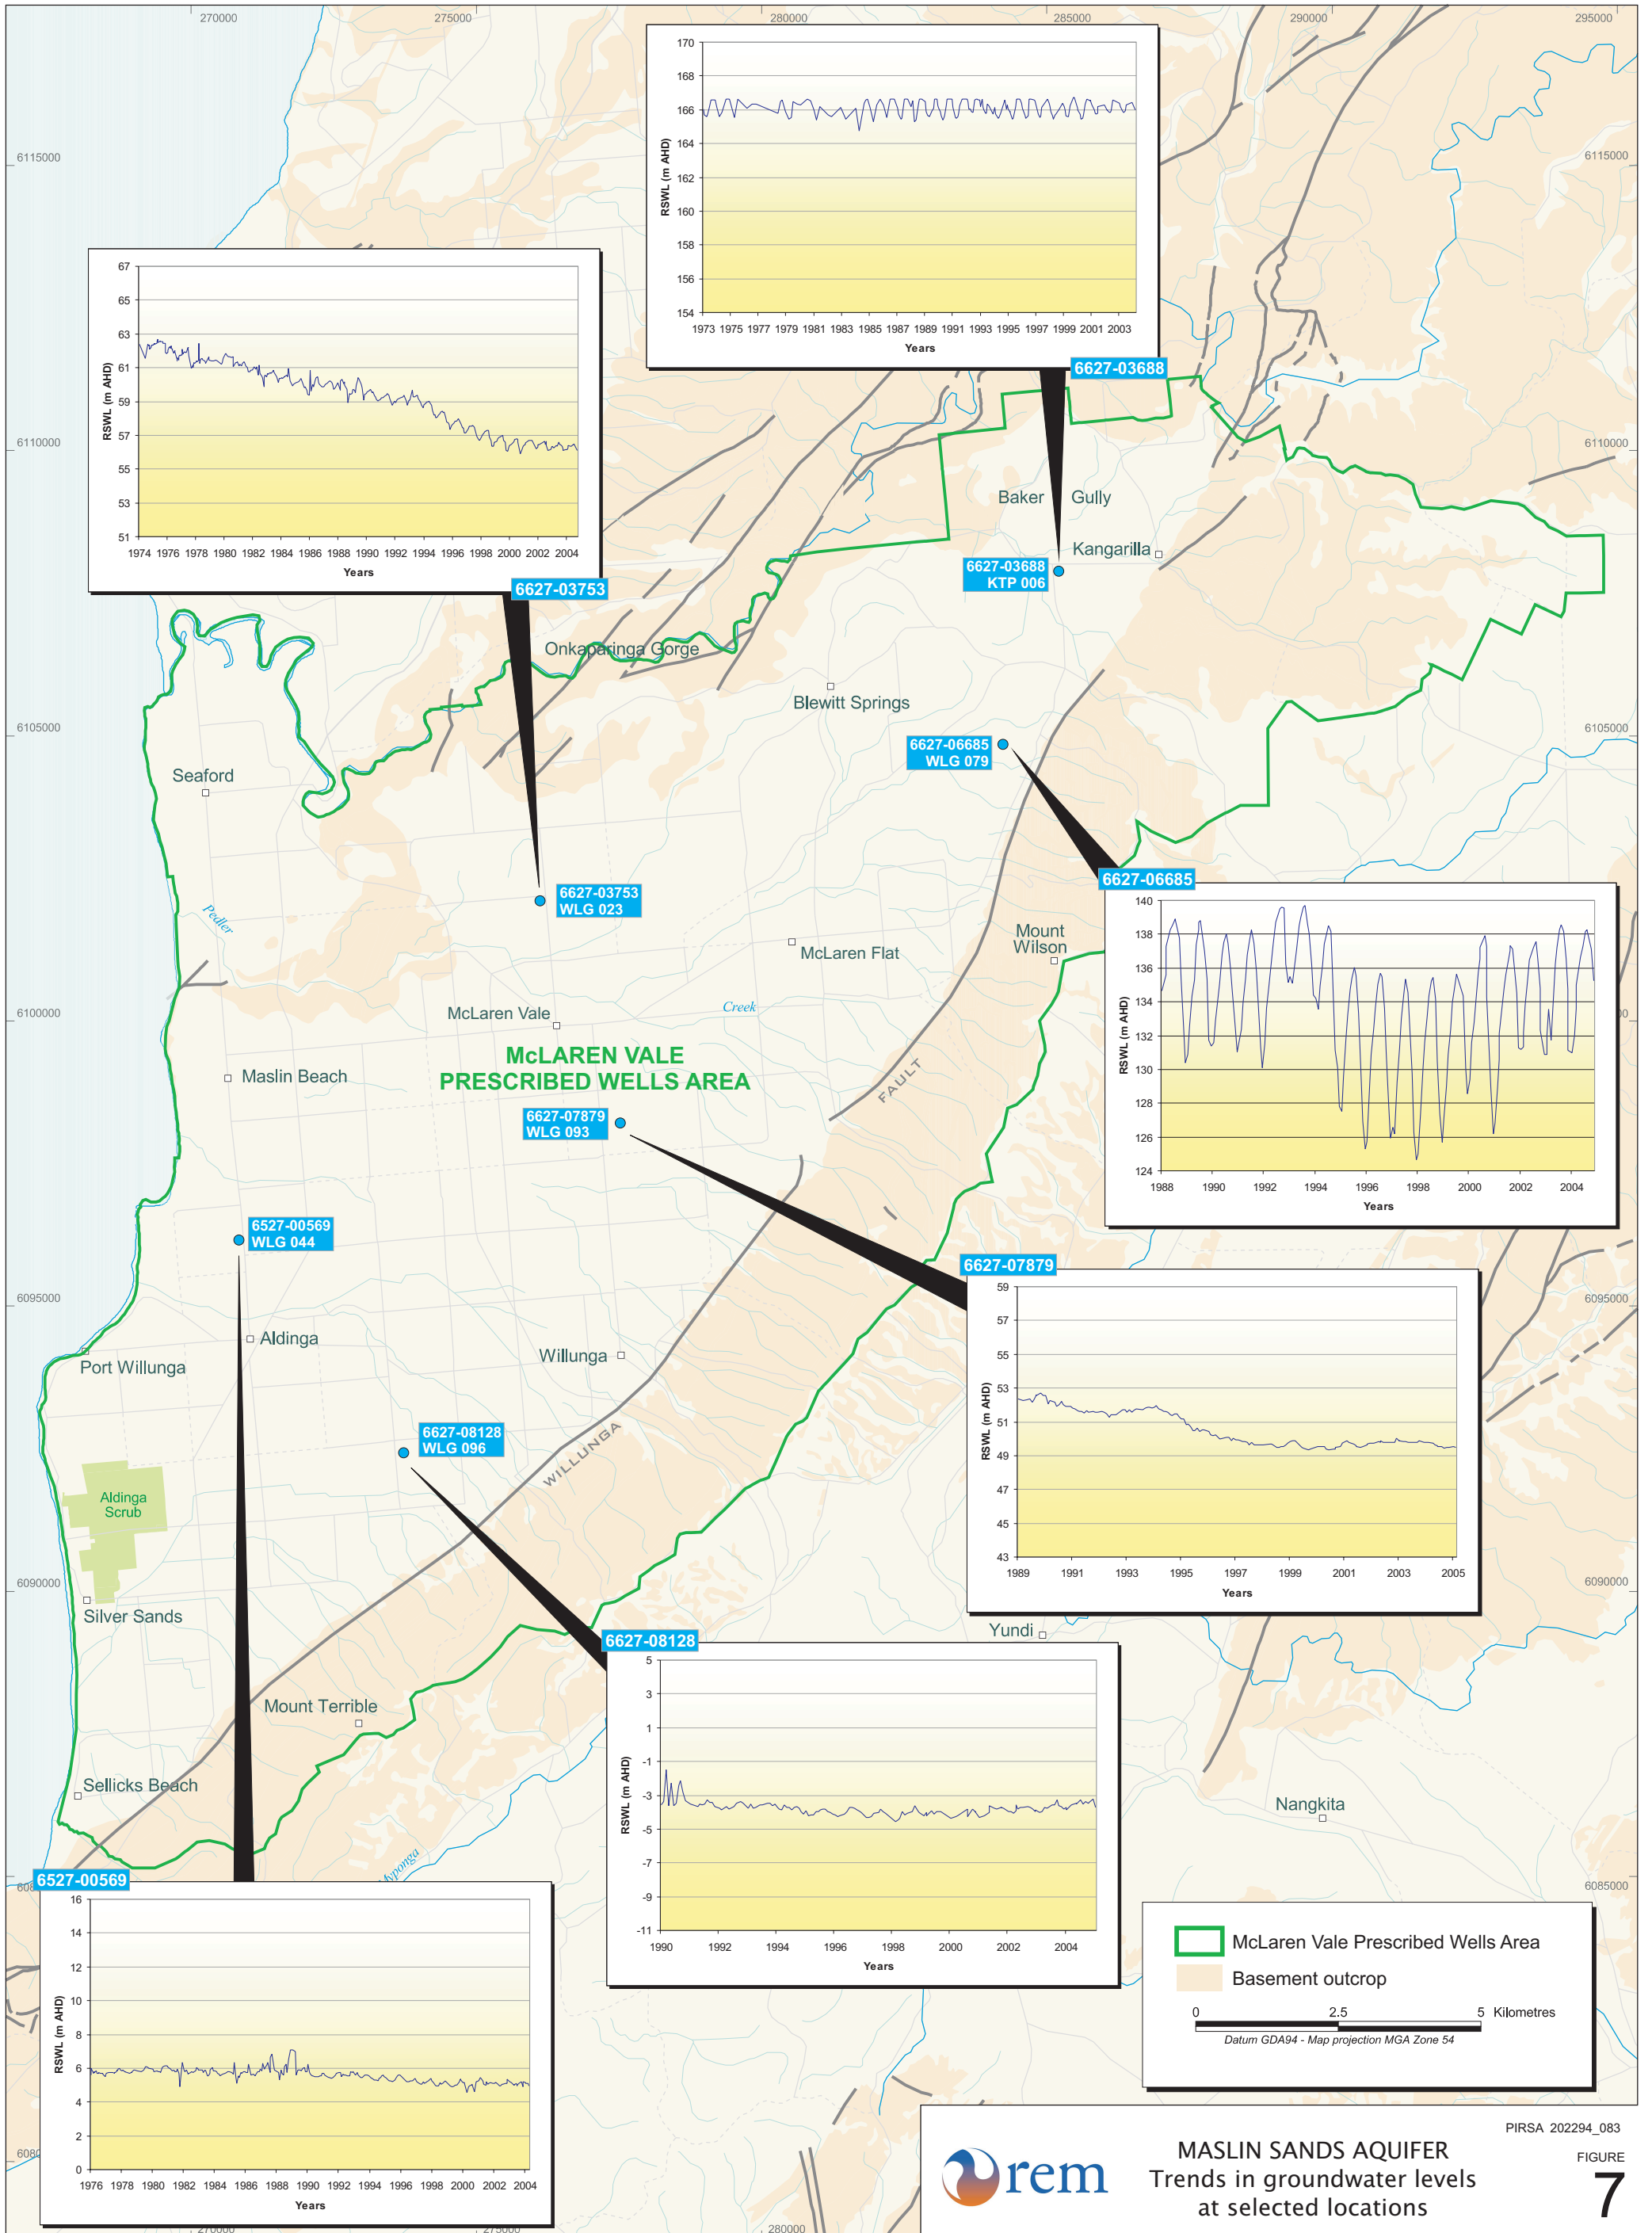 270000
275000
280000
285000
290000
295000
6115000
6115000
6110000
6110000
6105000
6105000
6100000
6095000
6095000
6090000
6090000
6085000
270000
275000
280000
170
168
166
164
162
160
158
156
154
RSWL (m AHD)
1973 1975 1977 1979 1981 1983 1985 1987 1989 1991 1993 1995 1997 1999 2001 2003
Years
6627-03688
67
65
63
61
59
57
55
53
51
RSWL (m AHD)
1974 1976 1978 1980 1982 1984 1986 1988 1990 1992 1994 1996 1998 2000 2002 2004
Years
6627-03753
Baker Gully
Kangarilla
6627-03688
KTP 006
Onkaparinga Gorge
Blewitt Springs
6627-06685
WLG 079
Seaford
Pedler
6627-03753
WLG 023
McLaren Flat
Mount
Wilson
6627-06685
140
138
136
134
132
130
128
126
124
RSWL (m AHD)
1988 1990 1992 1994 1996 1998 2000 2002 2004
Years
McLaren Vale
Creek
McLAREN VALE
PRESCRIBED WELLS AREA
Maslin Beach
FAULT
6627-07879
WLG 093
6527-00569
WLG 044
6627-07879
59
57
55
53
51
49
47
45
43
RSWL (m AHD)
1989 1991 1993 1995 1997 1999 2001 2003 2005
Years
Aldinga
Port Willunga
Willunga
6627-08128
WLG 096
WILLUNGA
Aldinga
Scrub
Silver Sands
Yundi
6627-08128
5
3
1
-1
-3
-5
-7
-9
-11
RSWL (m AHD)
1990 1992 1994 1996 1998 2000 2002 2004
Years
Mount Terrible
Sellicks Beach
Nangkita
Myponga
6527-00569
16
14
12
10
8
6
4
2
0
RSWL (m AHD)
1976 1978 1980 1982 1984 1986 1988 1990 1992 1994 1996 1998 2000 2002 2004
Years
McLaren Vale Prescribed Wells Area
Basement outcrop
0 2.5 5 Kilometres
Datum GDA94 - Map projection MGA Zone 54
rem
MASLIN SANDS AQUIFER
Trends in groundwater levels
at selected locations
PIRSA 202294_083
FIGURE
7